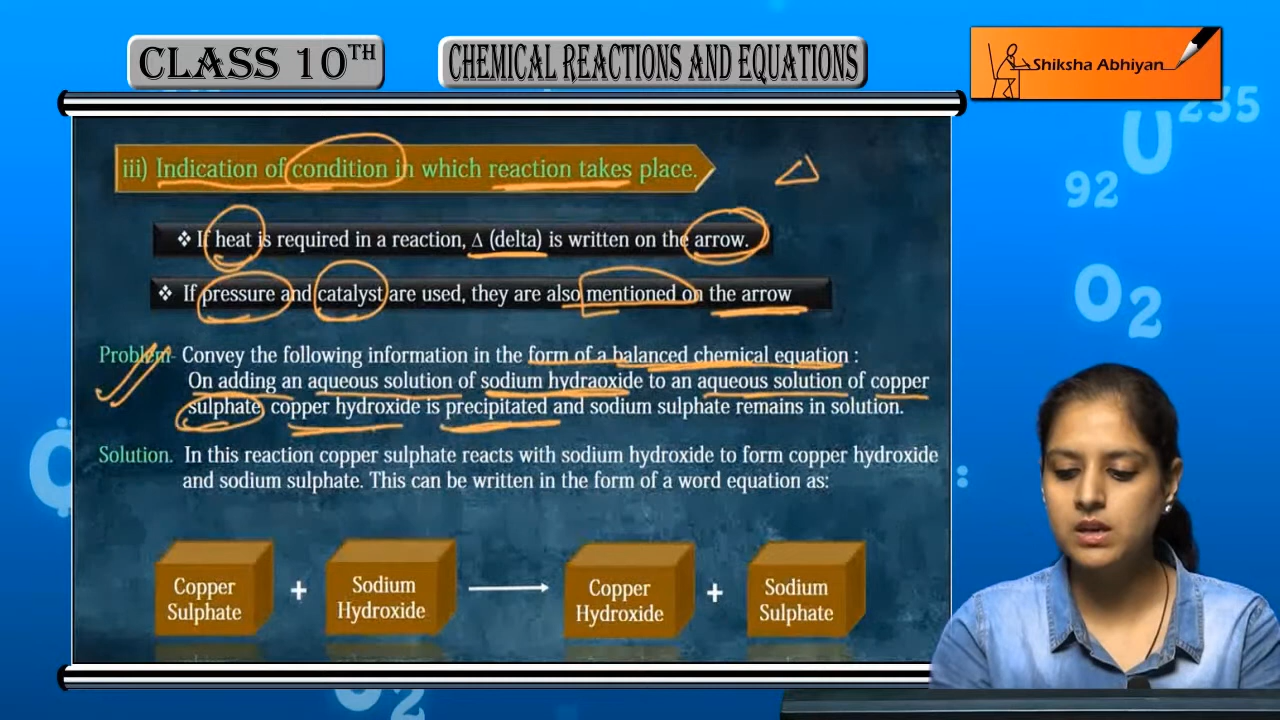 CLASS 10TH
CHEMICAL REACTIONS AND EQUATIONS
Shiksha Abhiyan
iii) Indication of condition in which reaction takes place.
❖ If heat is required in a reaction, Δ (delta) is written on the arrow.
❖ If pressure and catalyst are used, they are also mentioned on the arrow
Problem- Convey the following information in the form of a balanced chemical equation :
On adding an aqueous solution of sodium hydraoxide to an aqueous solution of copper
sulphate, copper hydroxide is precipitated and sodium sulphate remains in solution.
Solution. In this reaction copper sulphate reacts with sodium hydroxide to form copper hydroxide
and sodium sulphate. This can be written in the form of a word equation as:
Copper
Sulphate
+
Sodium
Hydroxide
Copper
Hydroxide
+
Sodium
Sulphate
U235
92
O2
O2